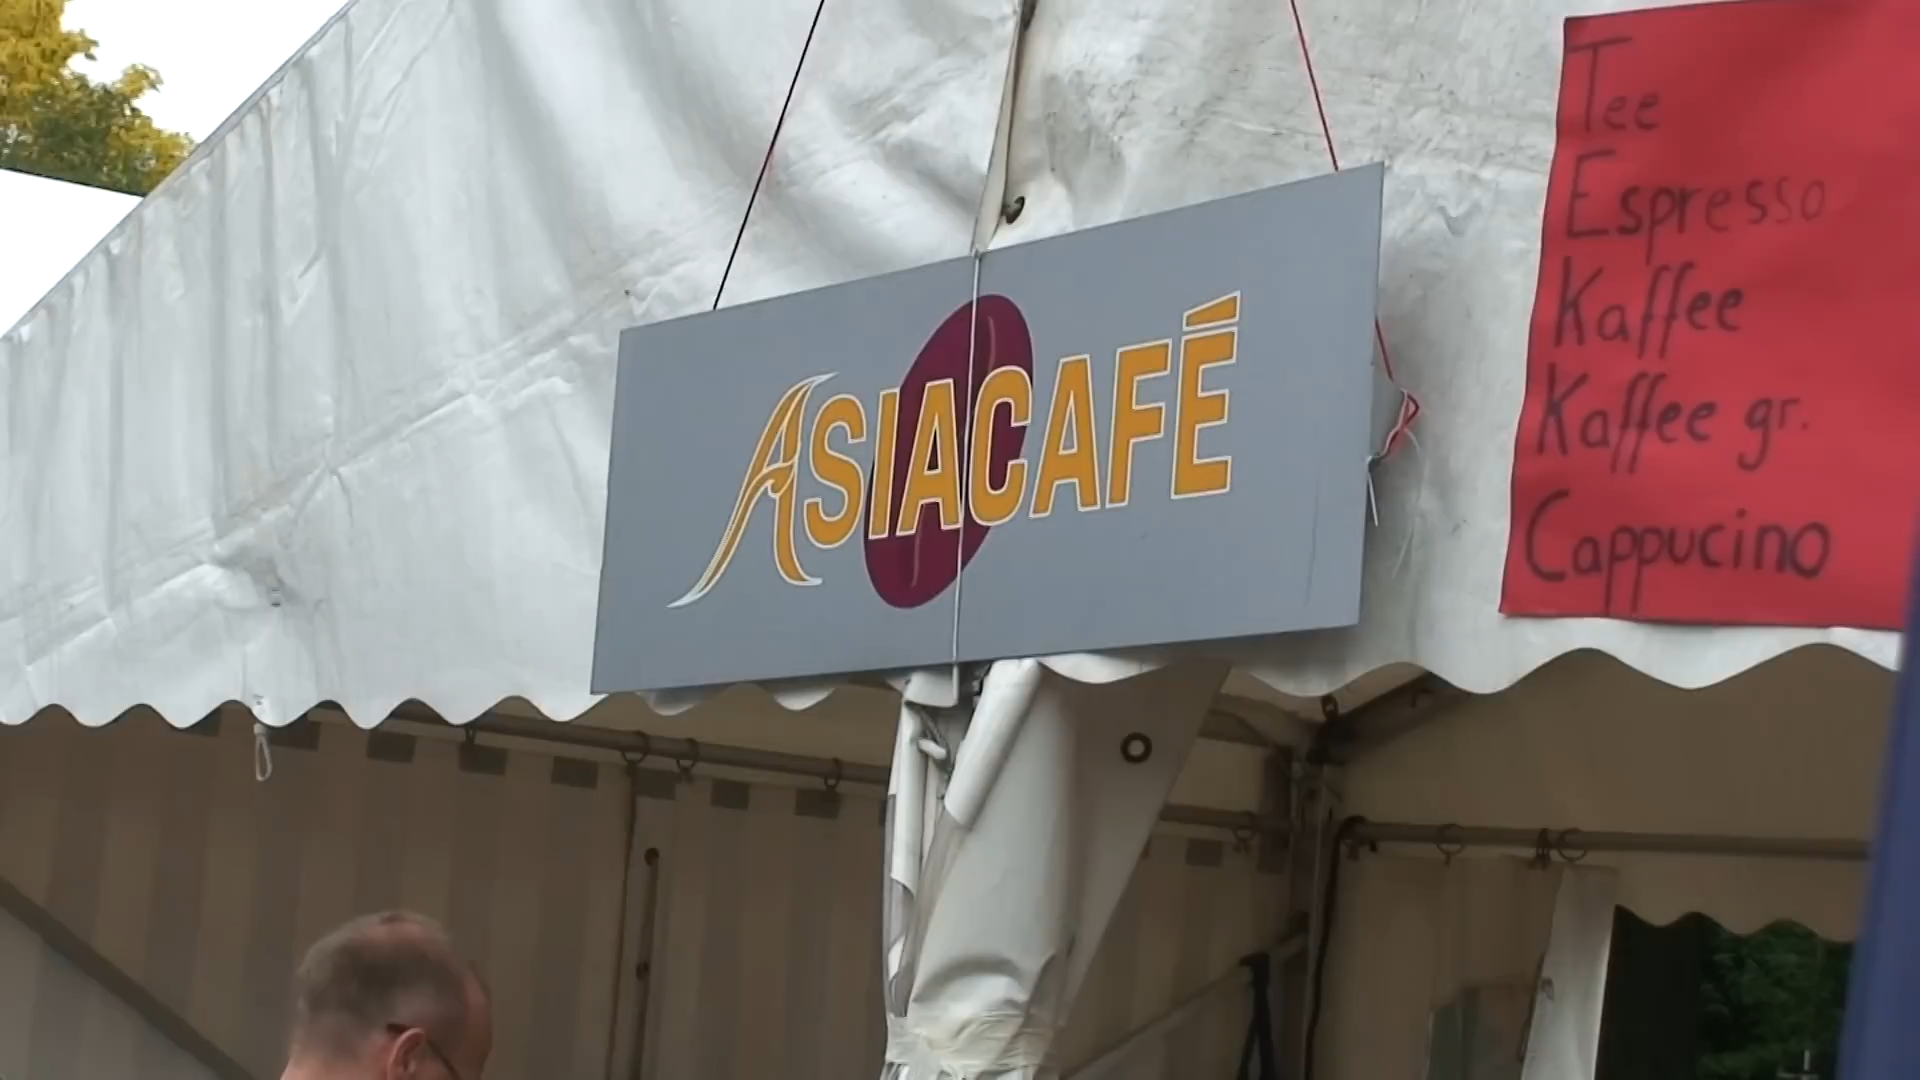 ASIACAFÉ
Tee
Espresso
Kaffee
Kaffee gr.
Cappucino